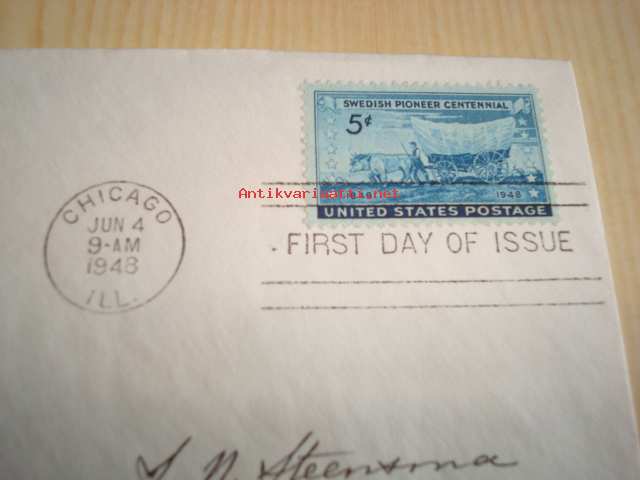 SWEDISH PIONEER CENTENNIAL
5¢
1948
UNITED STATES POSTAGE
Antikvariaatti.net
CHICAGO
JUN 4
9-AM
1948
ILL.
FIRST DAY OF ISSUE
Steensma